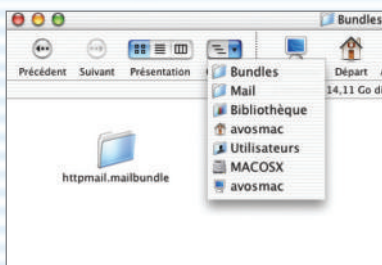 Bundles
Précédent Suivant Présentation
Départ
14,11 Go di
Bundles
Mail
Bibliothèque
avosmac
Utilisateurs
MACOSX
avosmac
httpmail.mailbundle